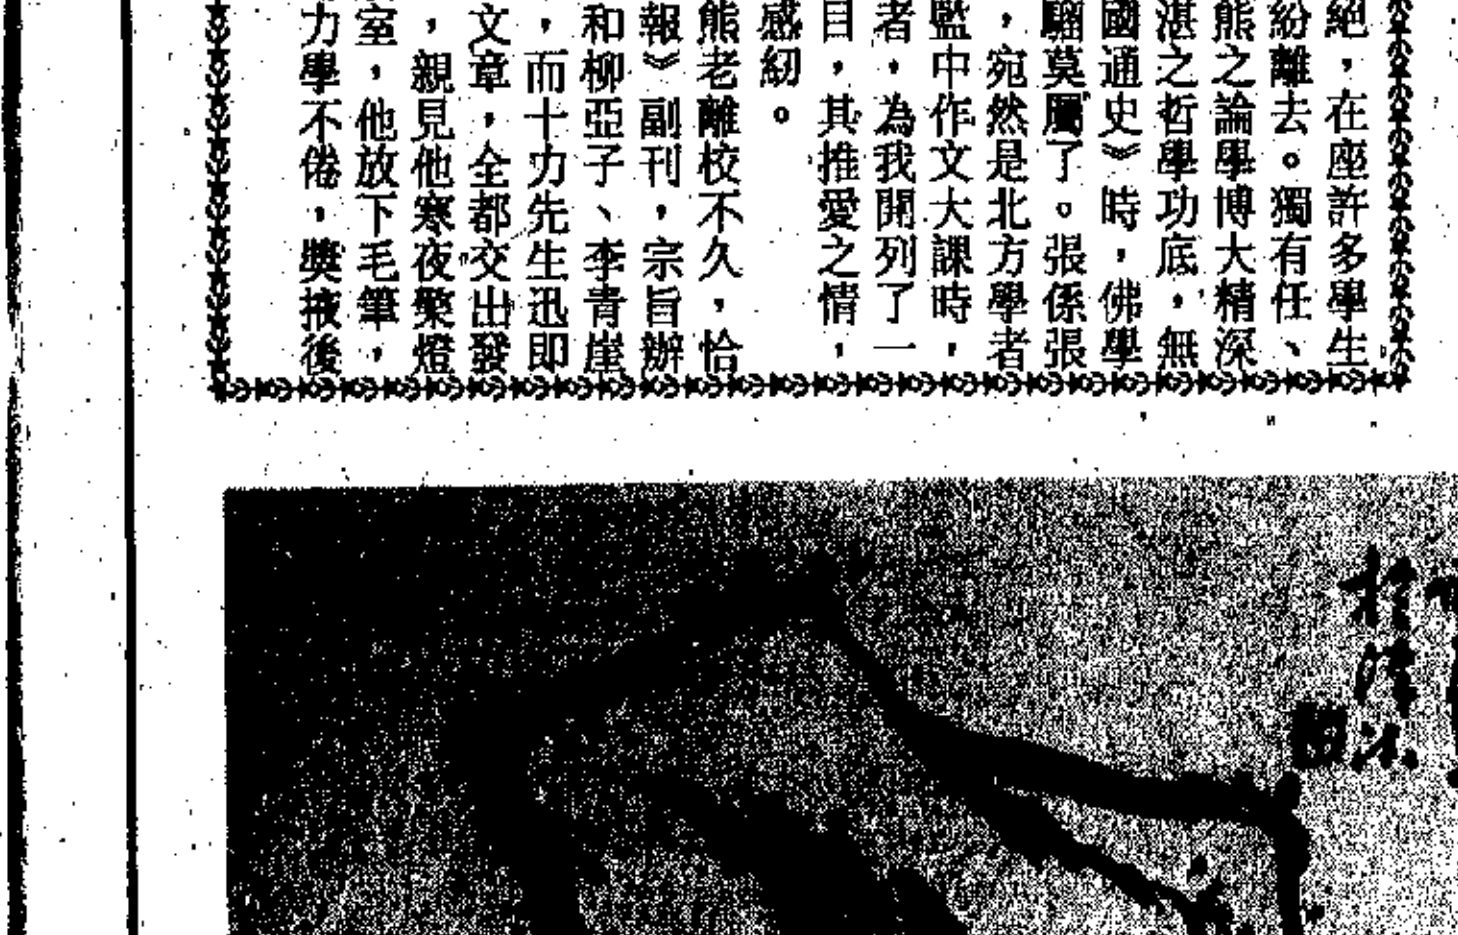 絕，在座許多學生
紛離去。獨有任、
熊之論學博大精深
湛之哲學功底，無
國通史》時，佛學
騮莫屬了。張係張
，宛然是北方學者
監中作文大課時，
者，為我開列了一
目，其推愛之情，
感紉。
熊老離校不久，恰
報》副刊，宗旨辦
和柳亞子、李青崖
，而十力先生迅即
文章，全都交出發
，親見他寒夜檠燈
室，他放下毛筆，
力學不倦，獎掖後